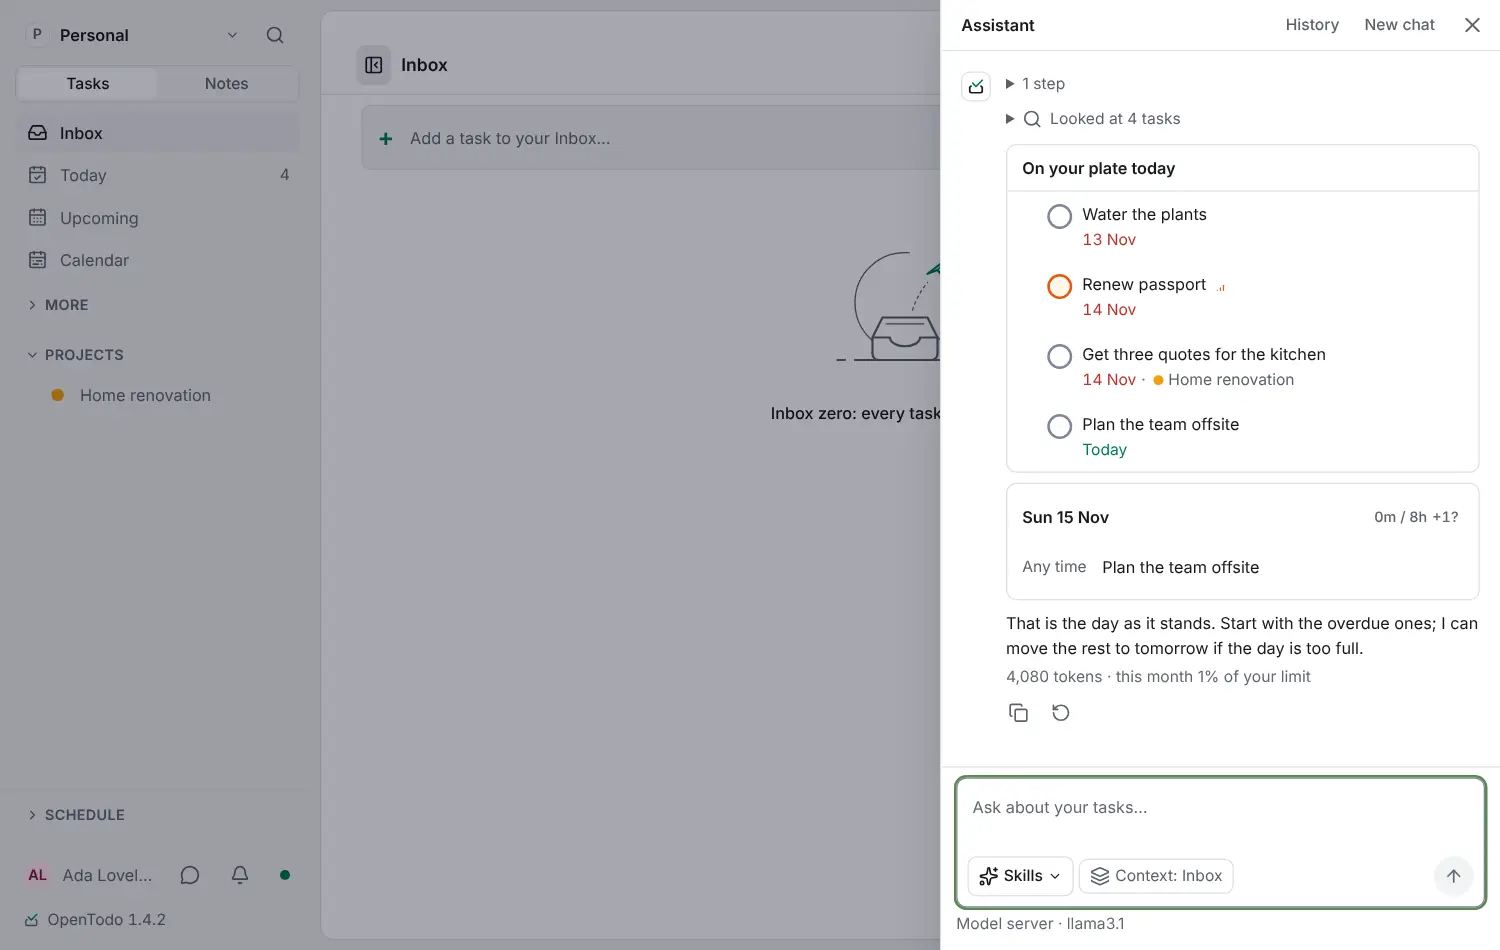 P Personal
Tasks
Notes
Inbox
Today 4
Upcoming
Calendar
MORE
PROJECTS
Home renovation
SCHEDULE
AL Ada Lovel...
OpenTodo 1.4.2
Inbox
Add a task to your Inbox...
Inbox zero: every task
Assistant
History
New chat
1 step
Looked at 4 tasks
On your plate today
Water the plants
13 Nov
Renew passport
14 Nov
Get three quotes for the kitchen
14 Nov · Home renovation
Plan the team offsite
Today
Sun 15 Nov 0m / 8h +1?
Any time Plan the team offsite
That is the day as it stands. Start with the overdue ones; I can
move the rest to tomorrow if the day is too full.
4,080 tokens · this month 1% of your limit
Ask about your tasks...
Skills
Context: Inbox
Model server · llama3.1